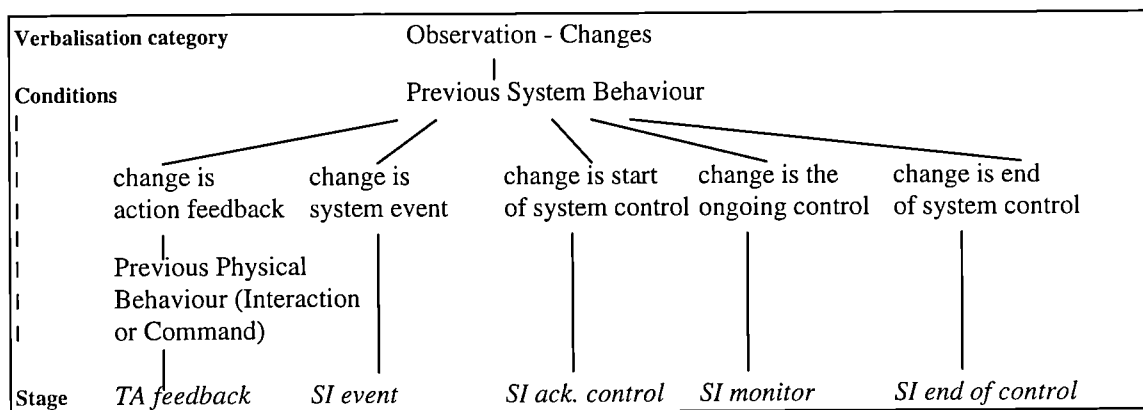 Verbalisation category Observation - Changes
Conditions Previous System Behaviour
change is change is change is start change is the change is end
action feedback system event of system control ongoing control of system control
Previous Physical
Behaviour (Interaction
or Command)
Stage TA feedback SI event SI ack. control SI monitor SI end of control